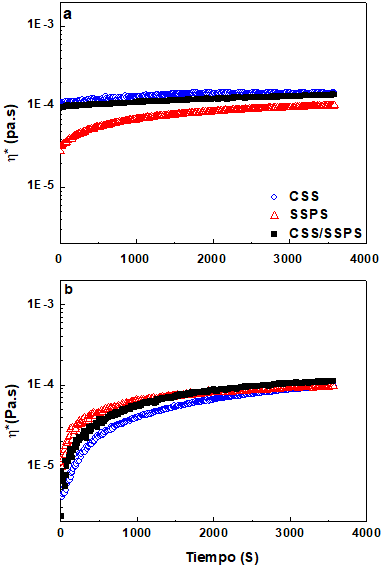 a
1E-3
1E-4
1E-5
η* (pa.s)
CSS
SSPS
CSS/SSPS
0 1000 2000 3000 4000
b
1E-3
1E-4
1E-5
η*(Pa.s)
0 1000 2000 3000 4000
Tiempo (S)